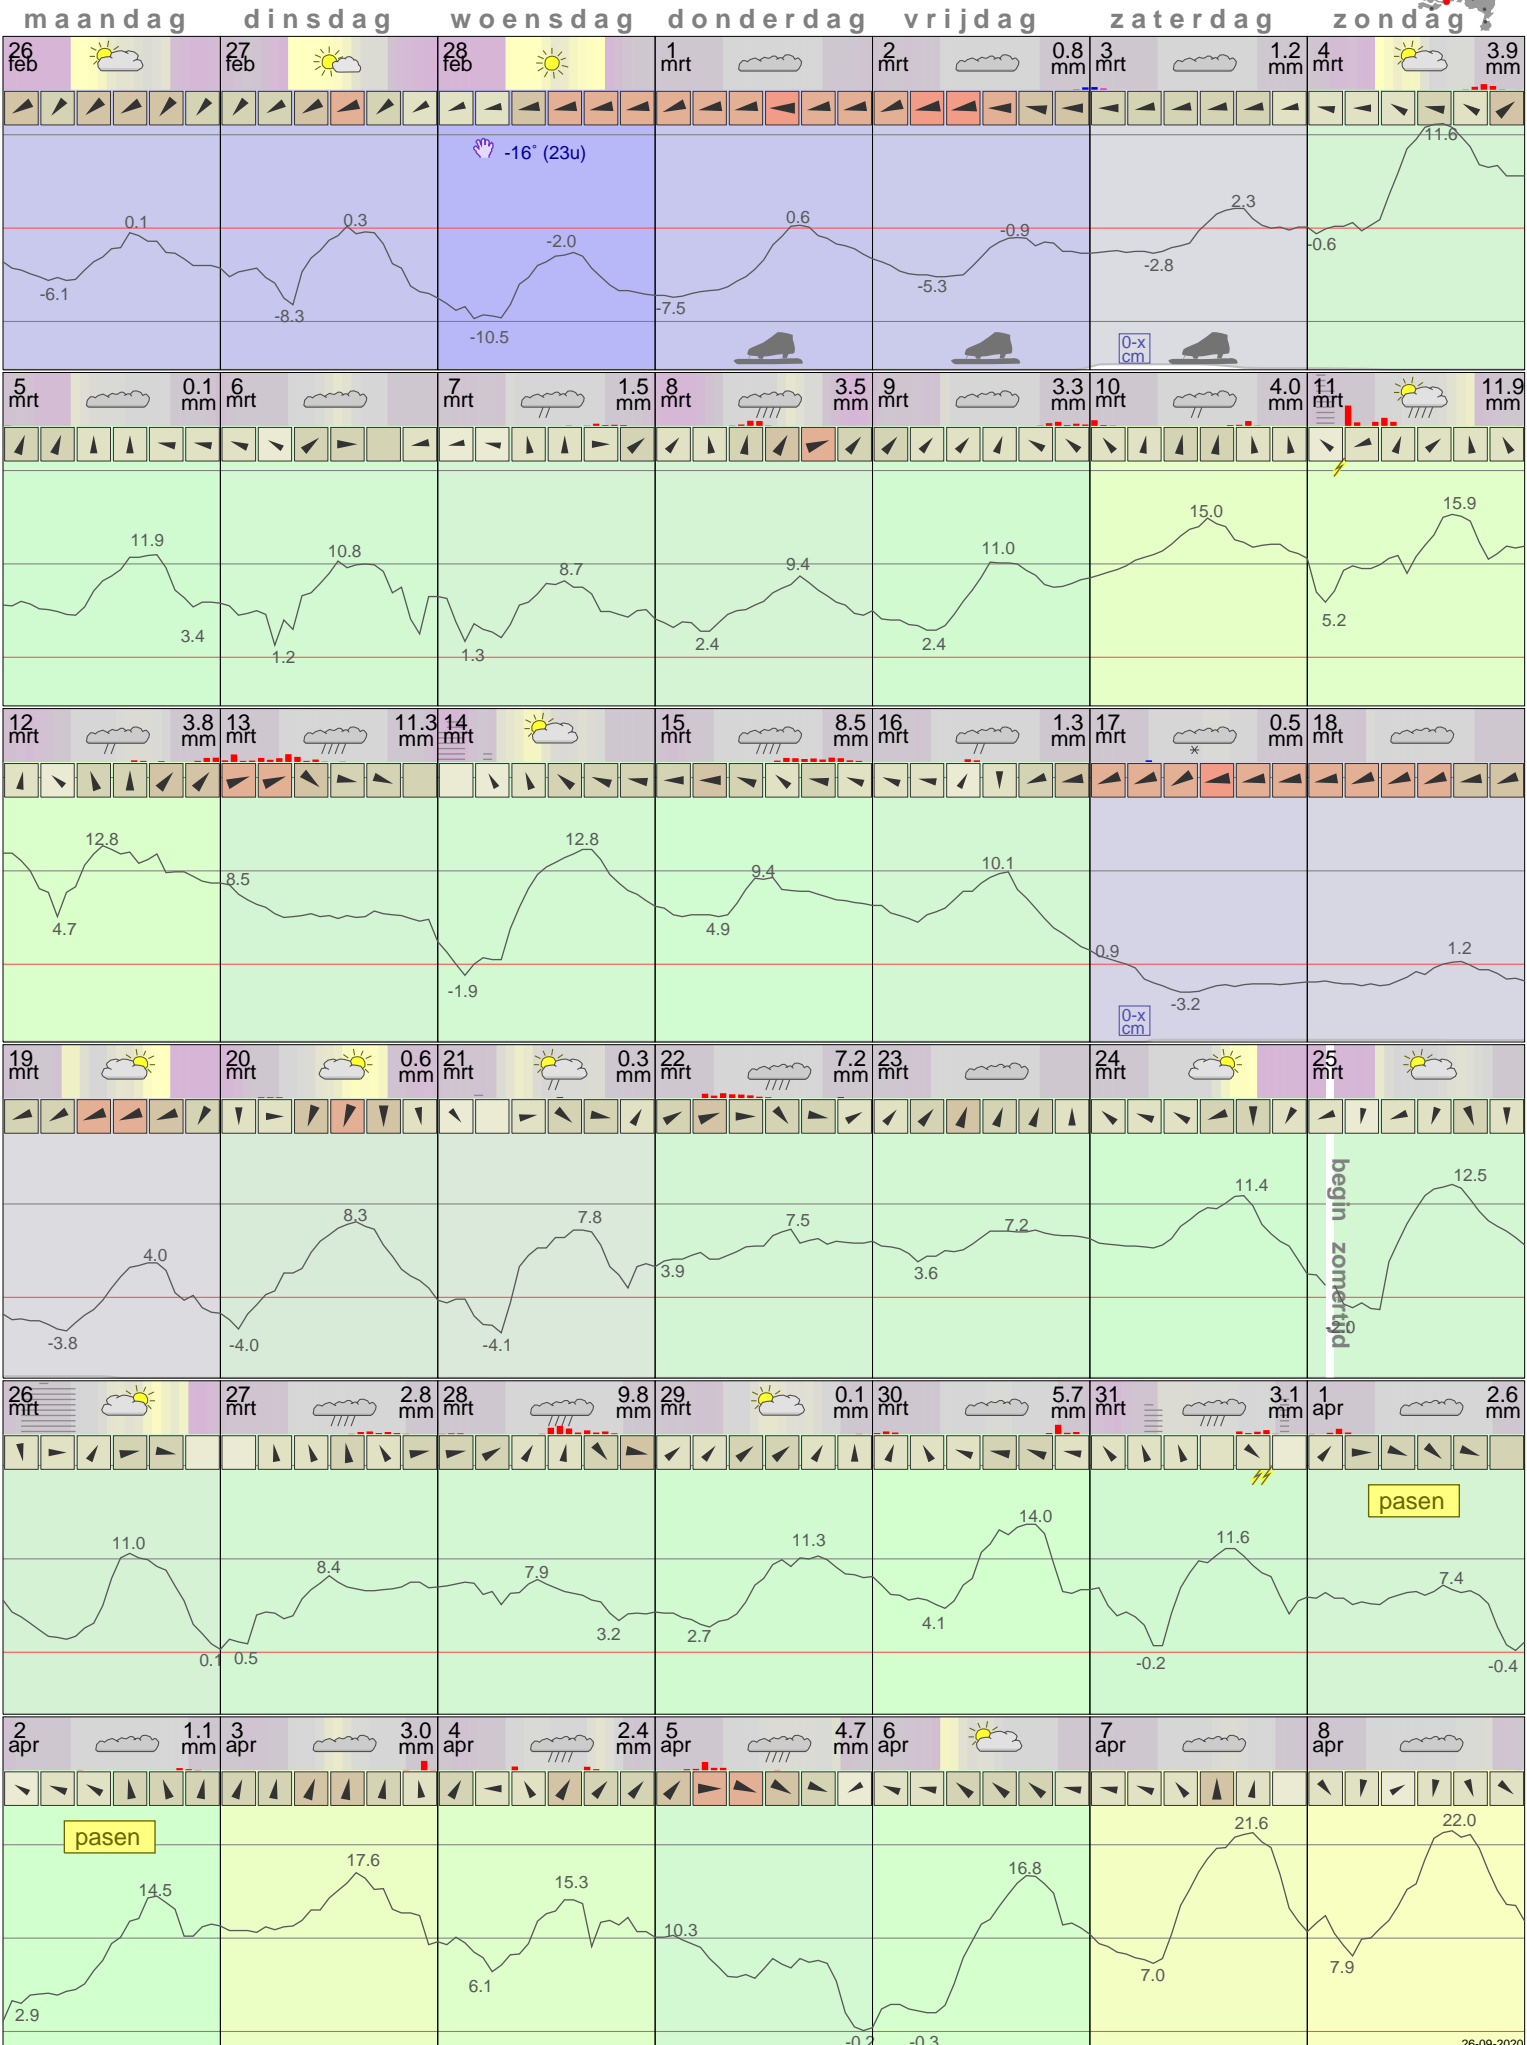 maandag dinsdag woensdag donderdag vrijdag zaterdag zondag
26 27 28 1 2 0.8 3 1.2 4 3.9
feb feb feb mrt mrt mm mrt mm mrt mm
-16° (23u)
11.6
0.1 0.3 -2.0 0.6 -0.9 2.3
-6.1 -8.3 -10.5 -7.5 -5.3 -2.8 -0.6
0-x
cm
5 0.1 6 7 1.5 8 3.5 9 3.3 10 4.0 11 11.9
mrt mm mrt mrt mm mrt mm mrt mm mrt mm mrt mm
11.9 10.8 8.7 9.4 11.0 15.0 15.9
3.4 1.2 1.3 2.4 2.4 5.2
12 3.8 13 11.3 14 15 8.5 16 1.3 17 0.5 18
mrt mm mrt mm mrt mrt mm mrt mm mrt mm mrt
12.8 8.5 12.8 9.4 10.1 0.9 1.2
4.7 -1.9 4.9 -3.2
0-x
cm
19 20 0.6 21 0.3 22 7.2 23 24 25
mrt mrt mm mrt mm mrt mm mrt mrt mrt
begin zomertijd
4.0 8.3 7.8 7.5 7.2 11.4 12.5
-3.8 -4.0 -4.1 3.9 3.6 -2.0
26 27 2.8 28 9.8 29 0.1 30 5.7 31 3.1 1 2.6
mrt mrt mm mrt mm mrt mm mrt mm mrt mm apr mm
pasen
11.0 8.4 7.9 11.3 14.0 11.6 7.4
0.1 0.5 3.2 2.7 4.1 -0.2 -0.4
2 1.1 3 3.0 4 2.4 5 4.7 6 7 8
apr mm apr mm apr mm apr mm apr apr apr
pasen
14.5 17.6 15.3 10.3 16.8 21.6 22.0
2.9 6.1 -0.2 -0.3 7.0 7.9
26-09-2020